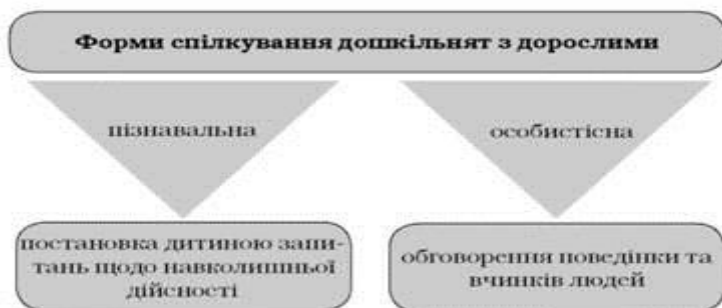 Форми спілкування дошкільнят з дорослими
пізнавальна
особистісна
постановка дитиною запи-
тань щодо навколишньої
дійсності
обговорення поведінки та
вчинків людей